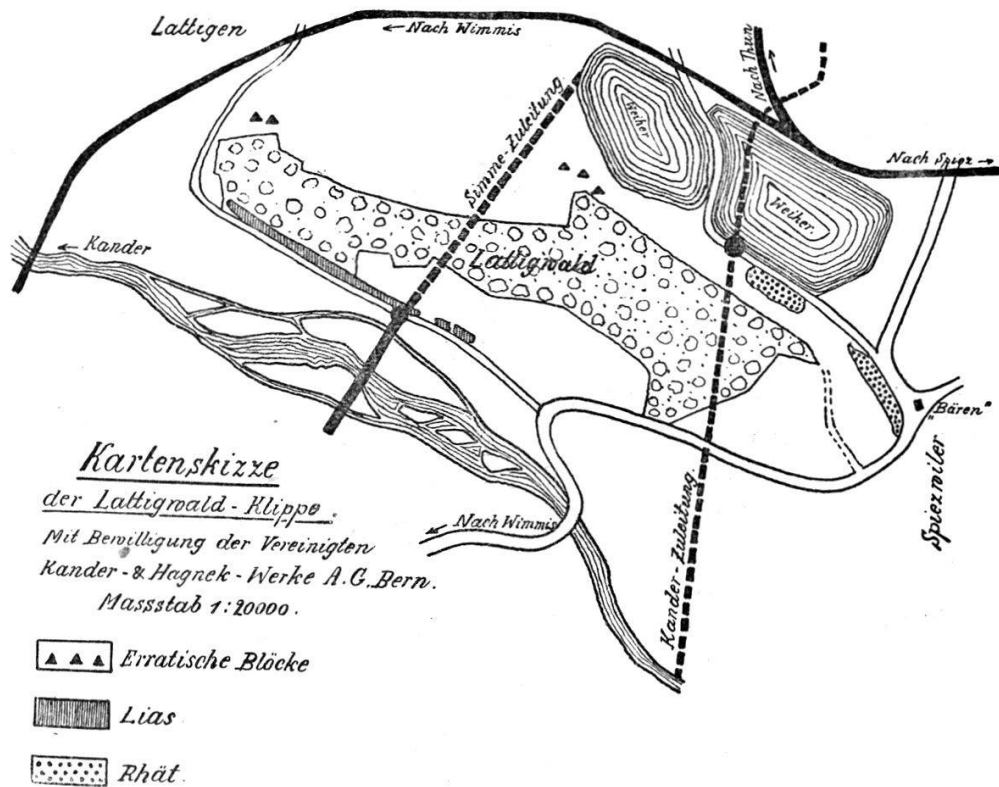 Lattigen
← Nach Wimmis
Nach Thun →
Nach Spiez →
Weiher
Weiher
Simme-Zuleitung
← Kander
Lattigwald
„Bären“
Spiezwiler
Kartenskizze
der Lattigwald-Klippe.
Mit Bewilligung der Vereinigten
Kander- & Hagnek-Werke A.G. Bern.
Massstab 1:20000.
← Nach Wimmis
Kander-Zuleitung
Erratische Blöcke
Lias
Rhät.